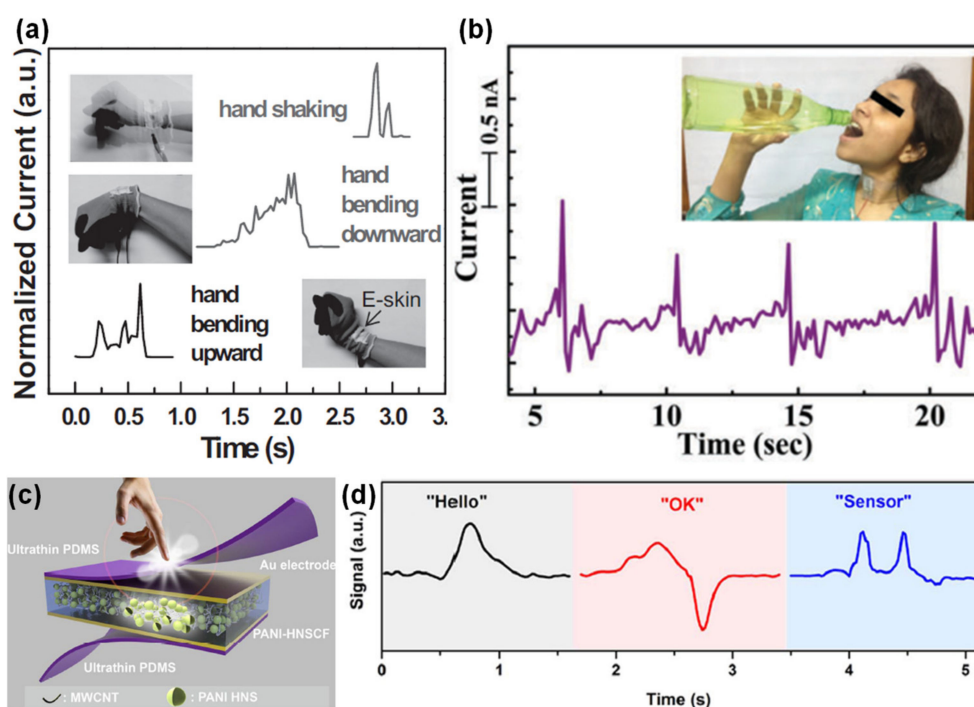 (a)
Normalized Current (a.u.)
hand shaking
hand
bending
downward
hand
bending
upward
E-skin
0.0 0.5 1.0 1.5 2.0 2.5 3.0 3.
Time (s)
(b)
Current
0.5 nA
5 10 15 20
Time (sec)
(c)
Ultrathin PDMS
Au electrode
PANI-HNSCF
Ultrathin PDMS
: MWCNT
: PANI HNS
(d)
Signal (a.u.)
"Hello"
"OK"
"Sensor"
0 1 2 3 4 5
Time (s)